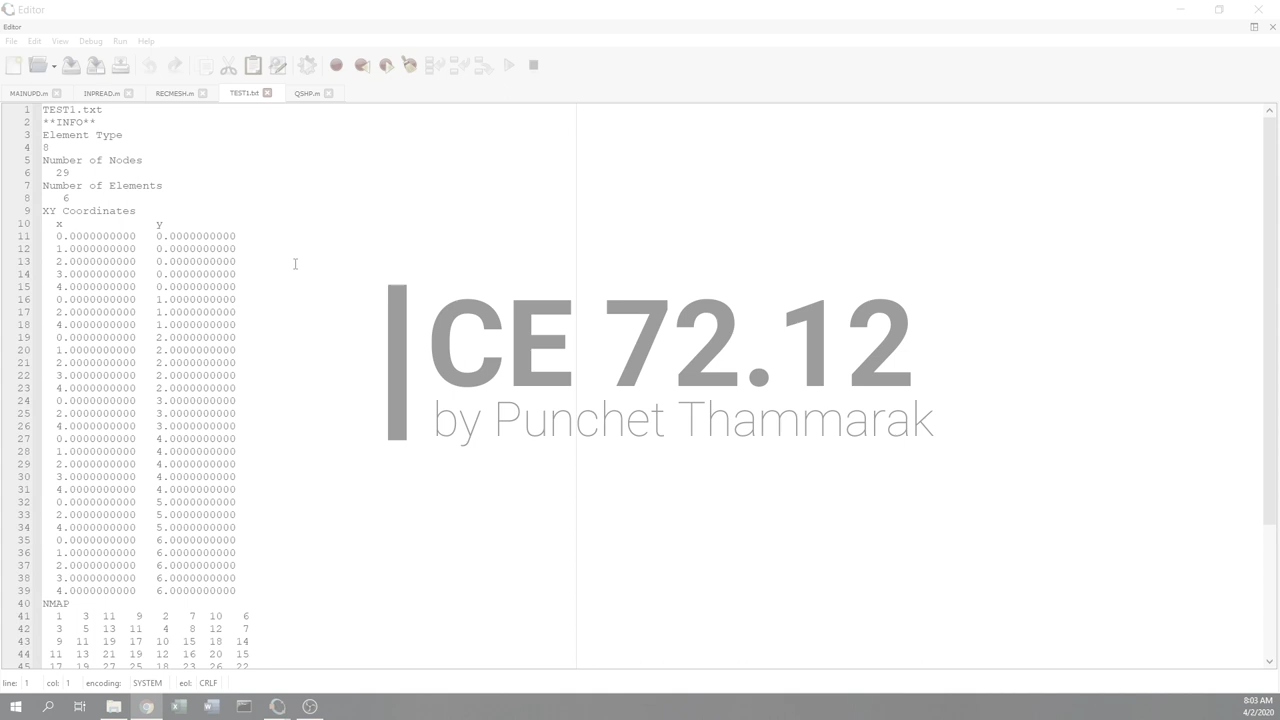 Editor
Editor
File Edit View Debug Run Help
MAINUPD.m INPREAD.m RECMESH.m TEST1.txt QSHP.m
1 TEST1.txt
2 **INFO**
3 Element Type
4 8
5 Number of Nodes
6 29
7 Number of Elements
8 6
9 XY Coordinates
10 x y
11 0.0000000000 0.0000000000
12 1.0000000000 0.0000000000
13 2.0000000000 0.0000000000
14 3.0000000000 0.0000000000
15 4.0000000000 0.0000000000
16 0.0000000000 1.0000000000
17 2.0000000000 1.0000000000
18 4.0000000000 1.0000000000
19 0.0000000000 2.0000000000
20 1.0000000000 2.0000000000
21 2.0000000000 2.0000000000
22 3.0000000000 2.0000000000
23 4.0000000000 2.0000000000
24 0.0000000000 3.0000000000
25 2.0000000000 3.0000000000
26 4.0000000000 3.0000000000
27 0.0000000000 4.0000000000
28 1.0000000000 4.0000000000
29 2.0000000000 4.0000000000
30 3.0000000000 4.0000000000
31 4.0000000000 4.0000000000
32 0.0000000000 5.0000000000
33 2.0000000000 5.0000000000
34 4.0000000000 5.0000000000
35 0.0000000000 6.0000000000
36 1.0000000000 6.0000000000
37 2.0000000000 6.0000000000
38 3.0000000000 6.0000000000
39 4.0000000000 6.0000000000
40 NMAP
41 1 3 11 9 2 7 10 6
42 3 5 13 11 4 8 12 7
43 9 11 19 17 10 15 18 14
44 11 13 21 19 12 16 20 15
45 17 19 27 25 18 23 26 22
CE 72.12
by Punchet Thammarak
line: 1 col: 1 encoding: SYSTEM eol: CRLF
8:03 AM
4/2/2020